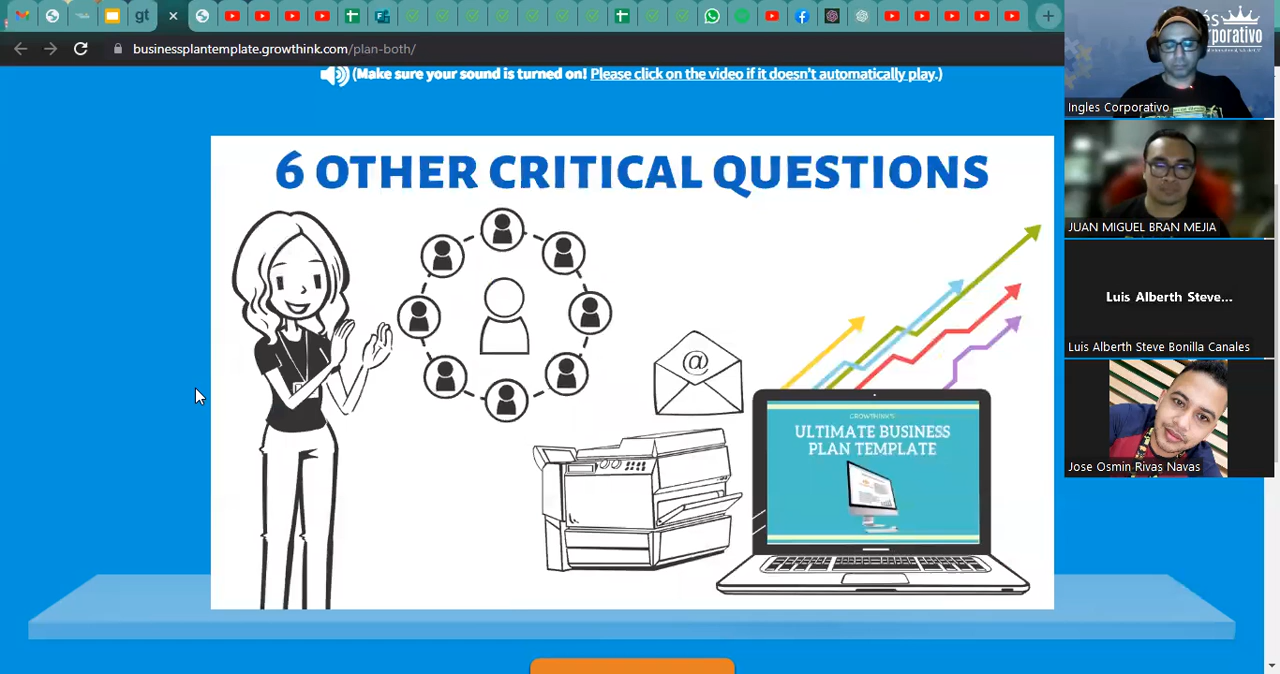 gt
businessplantemplate.growthink.com/plan-both/
(Make sure your sound is turned on! Please click on the video if it doesn't automatically play.)
6 OTHER CRITICAL QUESTIONS
@
GROWTHINK'S
ULTIMATE BUSINESS
PLAN TEMPLATE
Ingles Corporativo
JUAN MIGUEL BRAN MEJIA
Luis Alberth Steve...
Luis Alberth Steve Bonilla Canales
Jose Osmin Rivas Navas